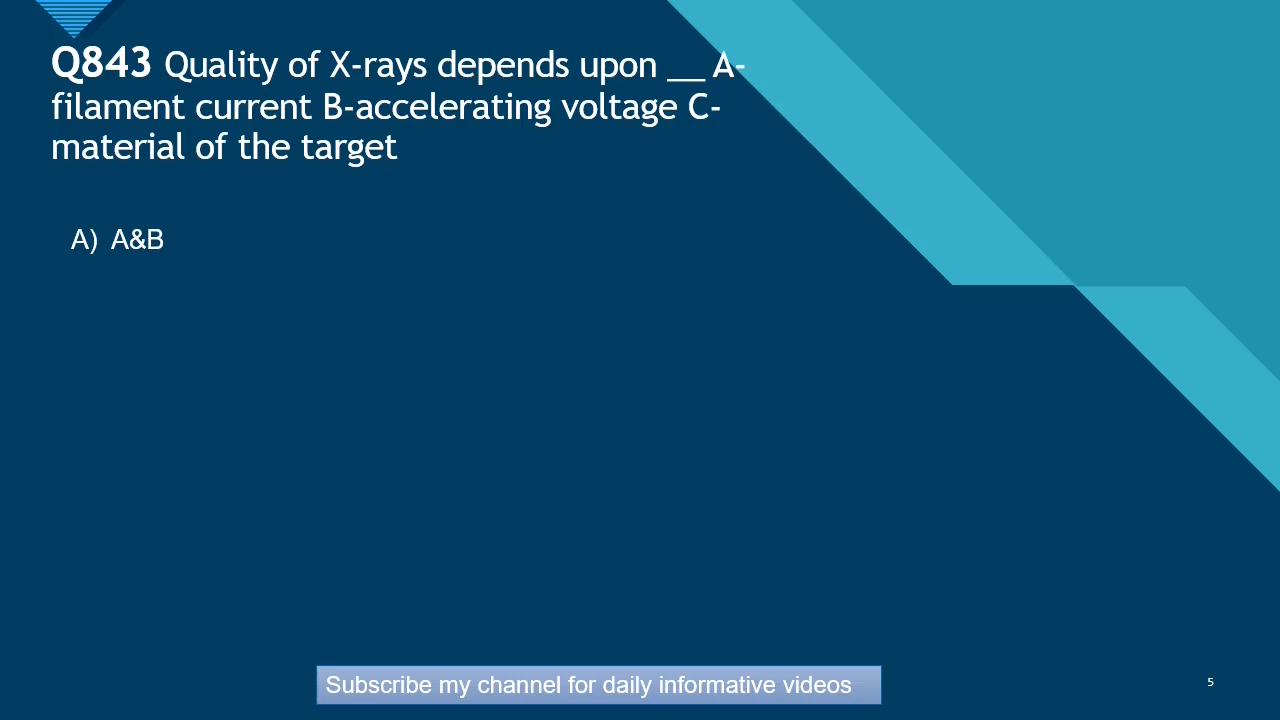 Q843 Quality of X-rays depends upon __ A-
filament current B-accelerating voltage C-
material of the target
A) A&B
Subscribe my channel for daily informative videos
5